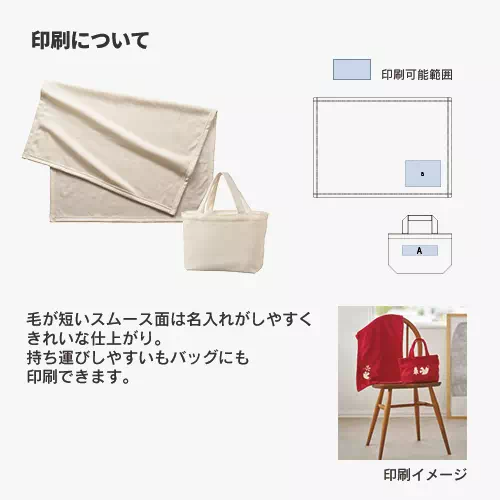 印刷について
印刷可能範囲
B
A
毛が短いスムース面は名入れがしやすく
きれいな仕上がり。
持ち運びしやすいもバッグにも
印刷できます。
印刷イメージ